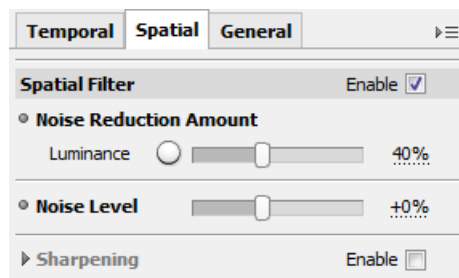 Temporal Spatial General
Spatial Filter Enable
Noise Reduction Amount
Luminance 40%
Noise Level +0%
Sharpening Enable